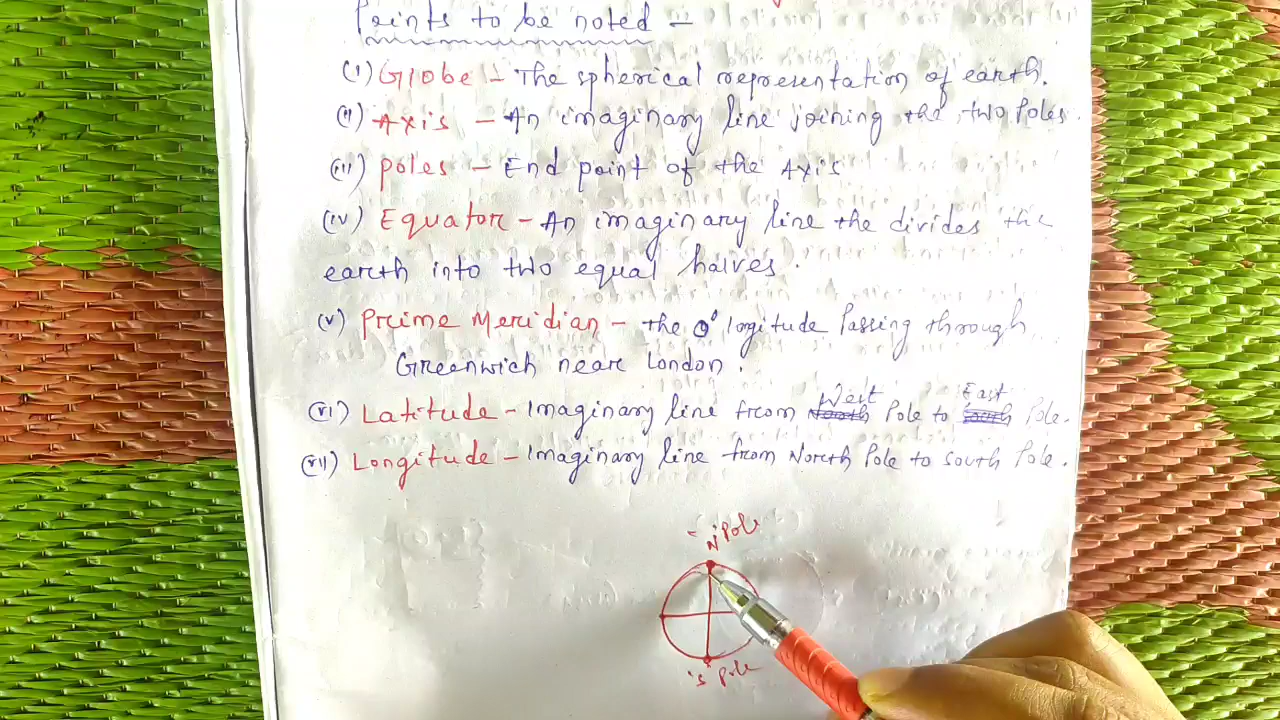 Points to be noted -
(i) Globe - The spherical representation of earth.
(ii) Axis - An imaginary line joining the two Poles.
(iii) Poles - End point of the Axis
(iv) Equator - An imaginary line the divides the
earth into two equal halves.
(v) Prime Meridian - the 0° logitude Passing through
Greenwich near London.
(vi) Latitude - Imaginary line from West Pole to East Pole.
(vii) Longitude - Imaginary line from North Pole to South Pole.
N Pole
S Pole